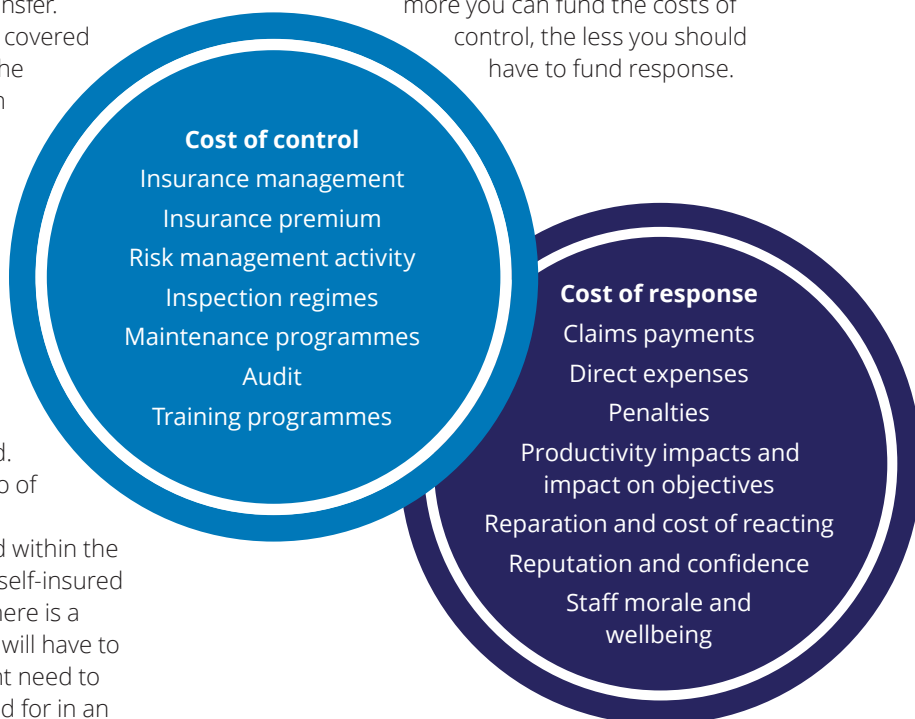 nsfer.
covered
he
n
more you can fund the costs of
control, the less you should
have to fund response.
Cost of control
Insurance management
Insurance premium
Risk management activity
Inspection regimes
Maintenance programmes
Audit
Training programmes
Cost of response
Claims payments
Direct expenses
Penalties
Productivity impacts and
impact on objectives
Reparation and cost of reacting
Reputation and confidence
Staff morale and
wellbeing
d.
o of
d within the
self-insured
here is a
will have to
nt need to
d for in an